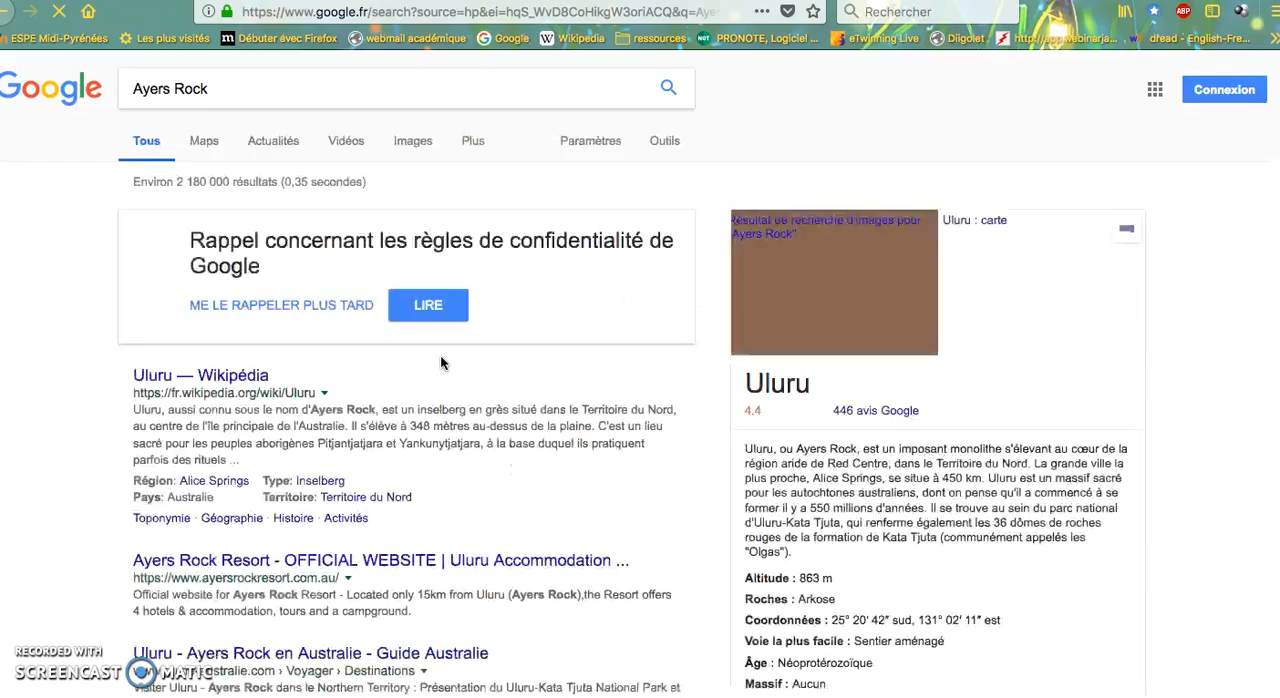 https://www.google.fr/search?source=hp&ei=hqS_WvD8CoHikgW3oriACQ&q=Aye
Rechercher
ESPE Midi-Pyrénées
Les plus visités
Débuter avec Firefox
webmail académique
Google
Wikipedia
ressources
PRONOTE, Logiciel ...
eTwinning Live
Diigolet
http://app.webinarja...
dread - English-Fre...
Google
Ayers Rock
Connexion
Tous Maps Actualités Vidéos Images Plus Paramètres Outils
Environ 2 180 000 résultats (0,35 secondes)
Rappel concernant les règles de confidentialité de
Google
ME LE RAPPELER PLUS TARD
LIRE
Uluru — Wikipédia
https://fr.wikipedia.org/wiki/Uluru
Uluru, aussi connu sous le nom d'Ayers Rock, est un inselberg en grès situé dans le Territoire du Nord,
au centre de l'île principale de l'Australie. Il s'élève à 348 mètres au-dessus de la plaine. C'est un lieu
sacré pour les peuples aborigènes Pitjantjatjara et Yankunytjatjara, à la base duquel ils pratiquent
parfois des rituels ...
Région: Alice Springs Type: Inselberg
Pays: Australie Territoire: Territoire du Nord
Toponymie · Géographie · Histoire · Activités
Ayers Rock Resort - OFFICIAL WEBSITE | Uluru Accommodation ...
https://www.ayersrockresort.com.au/
Official website for Ayers Rock Resort - Located only 15km from Uluru (Ayers Rock),the Resort offers
4 hotels & accommodation, tours and a campground.
Uluru - Ayers Rock en Australie - Guide Australie
.com › Voyager › Destinations
Visiter Uluru - Ayers Rock dans le Northern Territory : Présentation du Uluru-Kata Tjuta National Park et
Résultat de recherche d'images pour
"Ayers Rock"
Uluru : carte
Uluru
4.4 446 avis Google
Uluru, ou Ayers Rock, est un imposant monolithe s'élevant au cœur de la
région aride de Red Centre, dans le Territoire du Nord. La grande ville la
plus proche, Alice Springs, se situe à 450 km. Uluru est un massif sacré
pour les autochtones australiens, dont on pense qu'il a commencé à se
former il y a 550 millions d'années. Il se trouve au sein du parc national
d'Uluru-Kata Tjuta, qui renferme également les 36 dômes de roches
rouges de la formation de Kata Tjuta (communément appelés les
"Olgas").
Altitude : 863 m
Roches : Arkose
Coordonnées : 25° 20′ 42″ sud, 131° 02′ 11″ est
Voie la plus facile : Sentier aménagé
Âge : Néoprotérozoïque
Massif : Aucun
RECORDED WITH
SCREENCAST MATIC